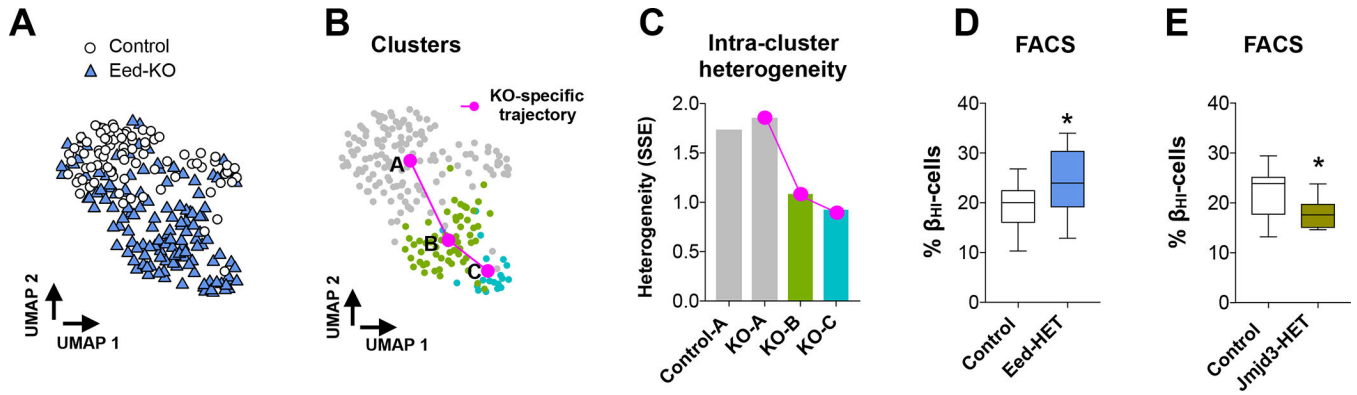 A
Control
Eed-KO
UMAP 2
UMAP 1
B
Clusters
KO-specific
trajectory
A
B
C
UMAP 2
UMAP 1
C
Intra-cluster
heterogeneity
Heterogeneity (SSE)
2.0
1.5
1.0
0.5
0.0
Control-A
KO-A
KO-B
KO-C
D
FACS
% βHI-cells
40
30
20
10
0
*
Control
Eed-HET
E
FACS
% βHI-cells
40
30
20
10
0
*
Control
Jmjd3-HET